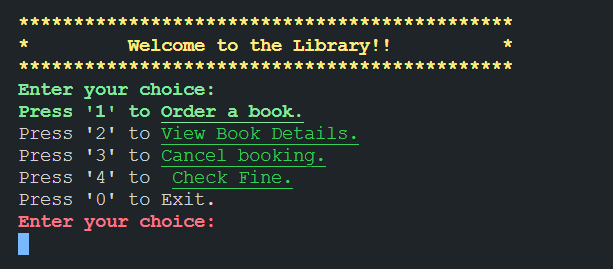 *********************************************
*         Welcome to the Library!!          *
*********************************************
Enter your choice:
Press '1' to Order a book.
Press '2' to View Book Details.
Press '3' to Cancel booking.
Press '4' to  Check Fine.
Press '0' to Exit.
Enter your choice: